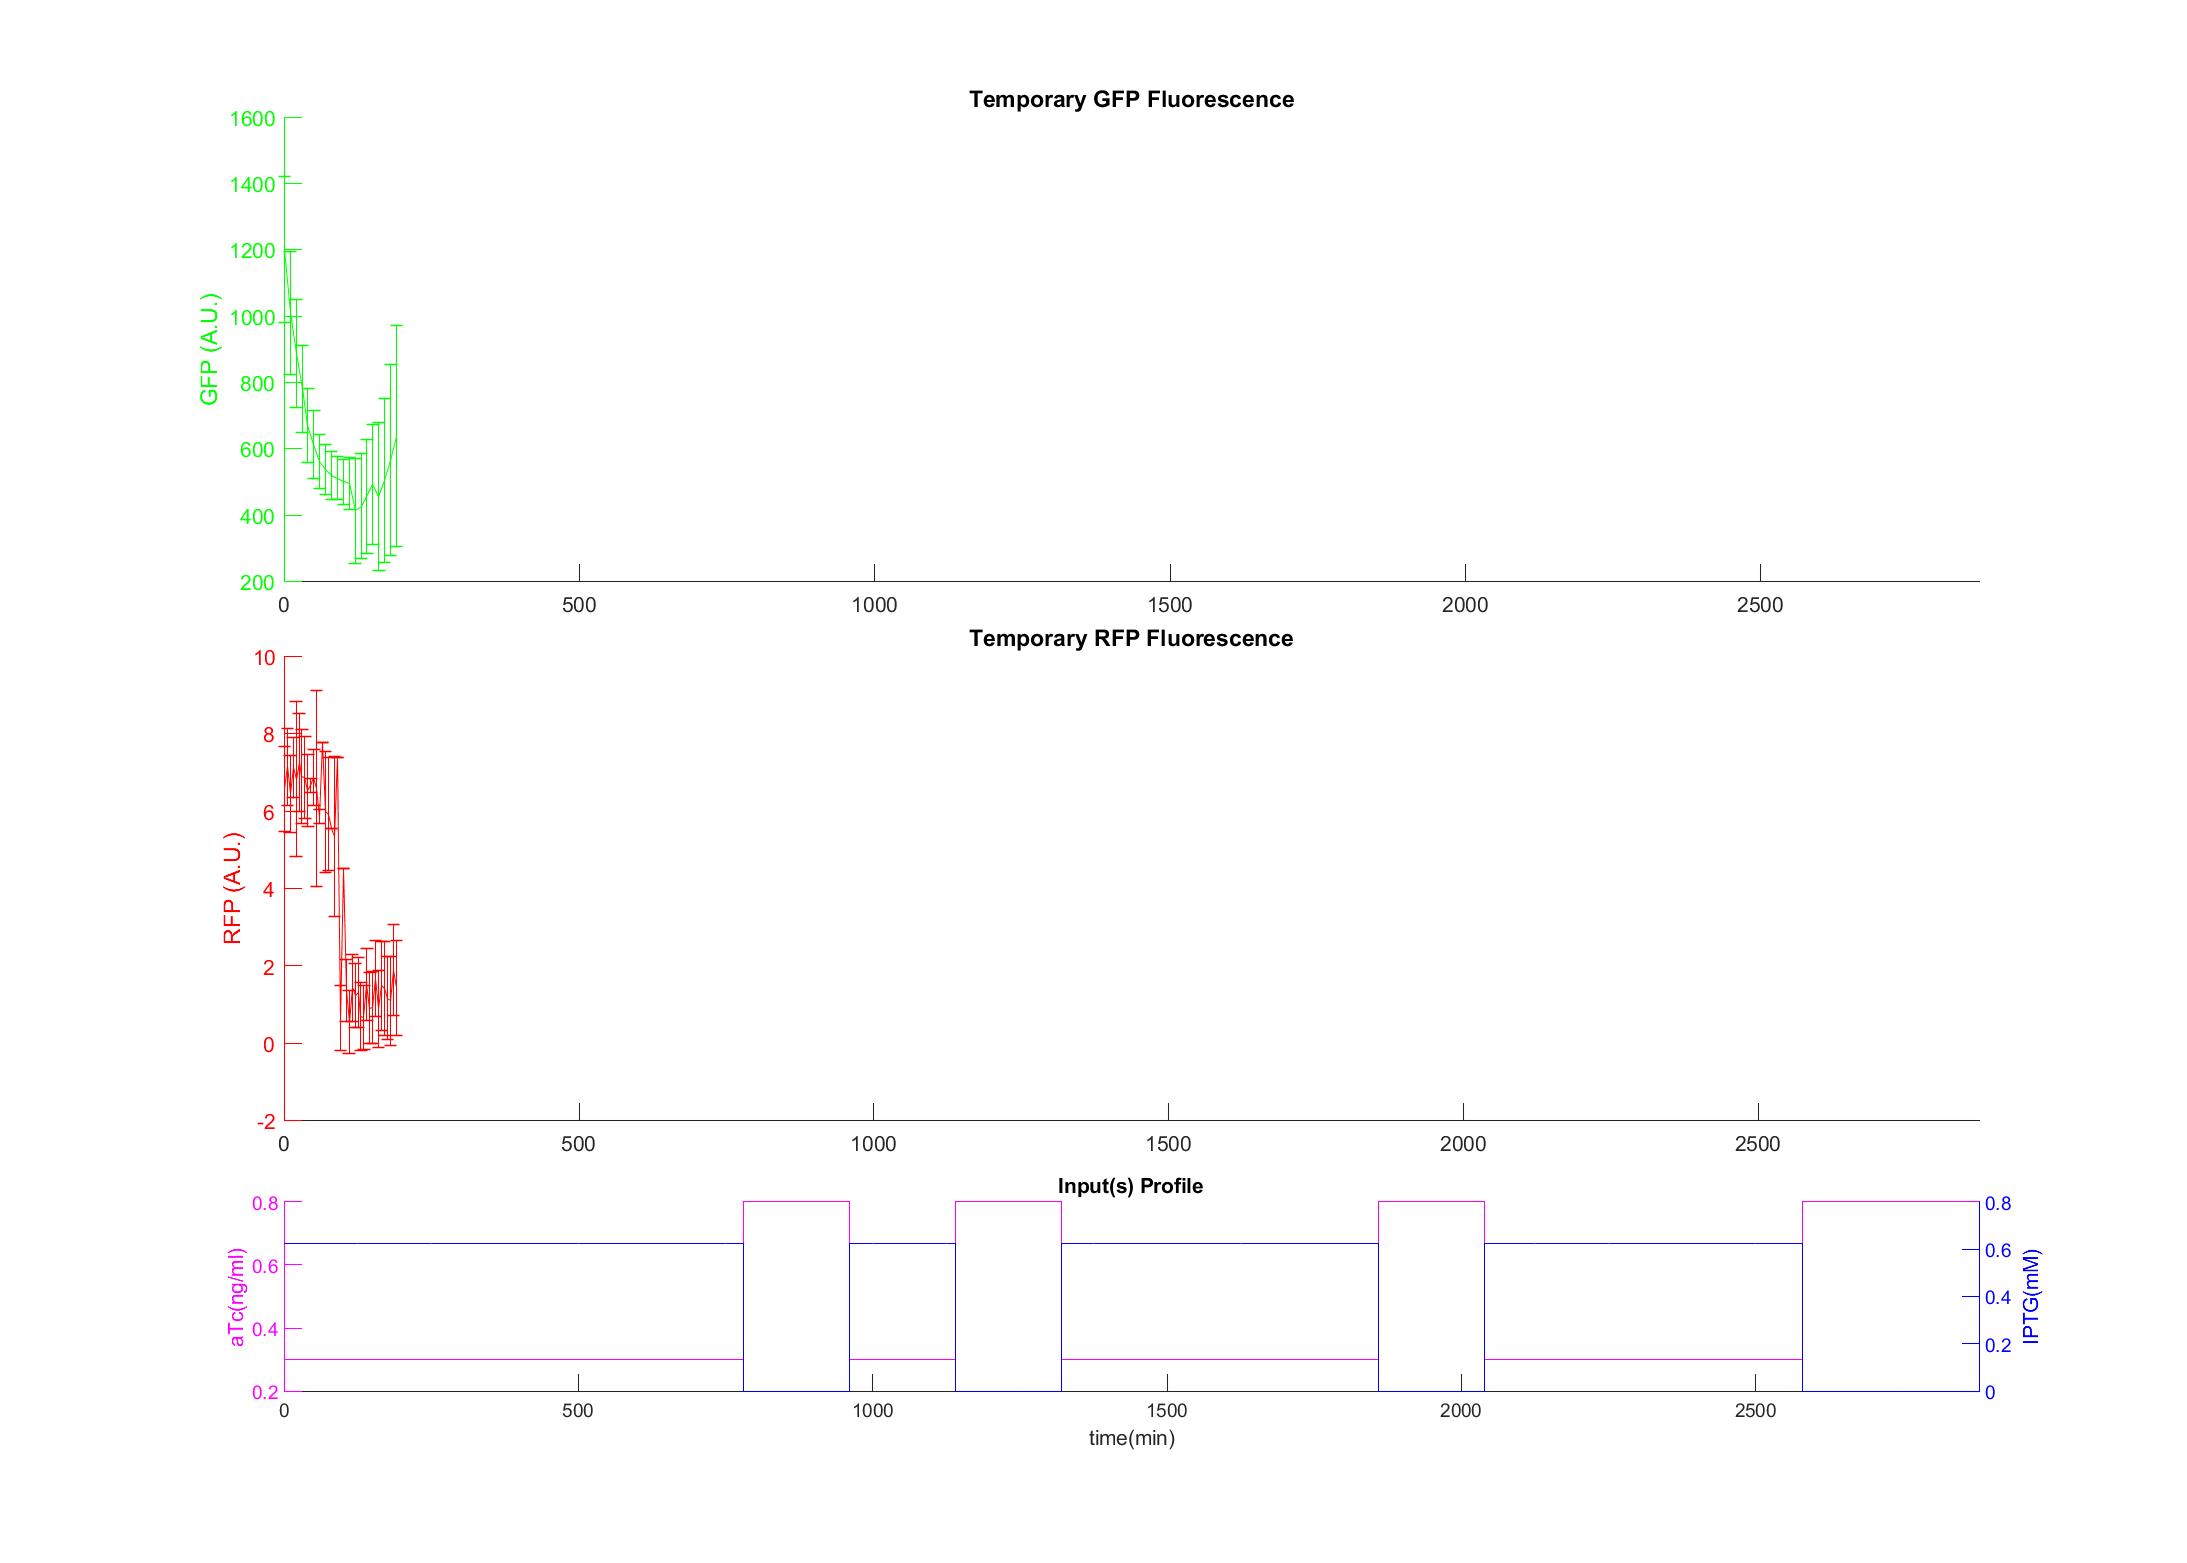 Temporary GFP Fluorescence
1600
1400
1200
1000
800
600
400
200
GFP (A.U.)
0 500 1000 1500 2000 2500
Temporary RFP Fluorescence
10
8
6
4
2
0
-2
RFP (A.U.)
0 500 1000 1500 2000 2500
Input(s) Profile
0.8
0.6
0.4
0.2
aTc(ng/ml)
0.8
0.6
0.4
0.2
0
IPTG(mM)
0 500 1000 1500 2000 2500
time(min)